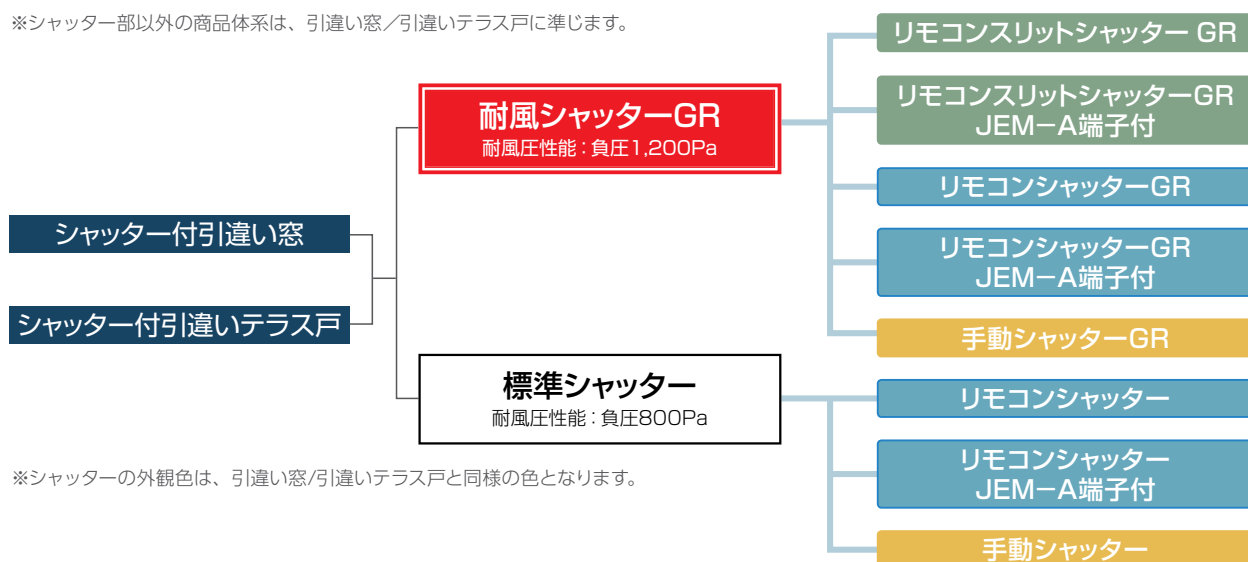 ※シャッター部以外の商品体系は、引違い窓／引違いテラス戸に準じます。
シャッター付引違い窓
シャッター付引違いテラス戸
耐風シャッターGR
耐風圧性能：負圧1,200Pa
標準シャッター
耐風圧性能：負圧800Pa
リモコンスリットシャッター GR
リモコンスリットシャッターGR
JEM－A端子付
リモコンシャッターGR
リモコンシャッターGR
JEM－A端子付
手動シャッターGR
リモコンシャッター
リモコンシャッター
JEM－A端子付
手動シャッター
※シャッターの外観色は、引違い窓/引違いテラス戸と同様の色となります。